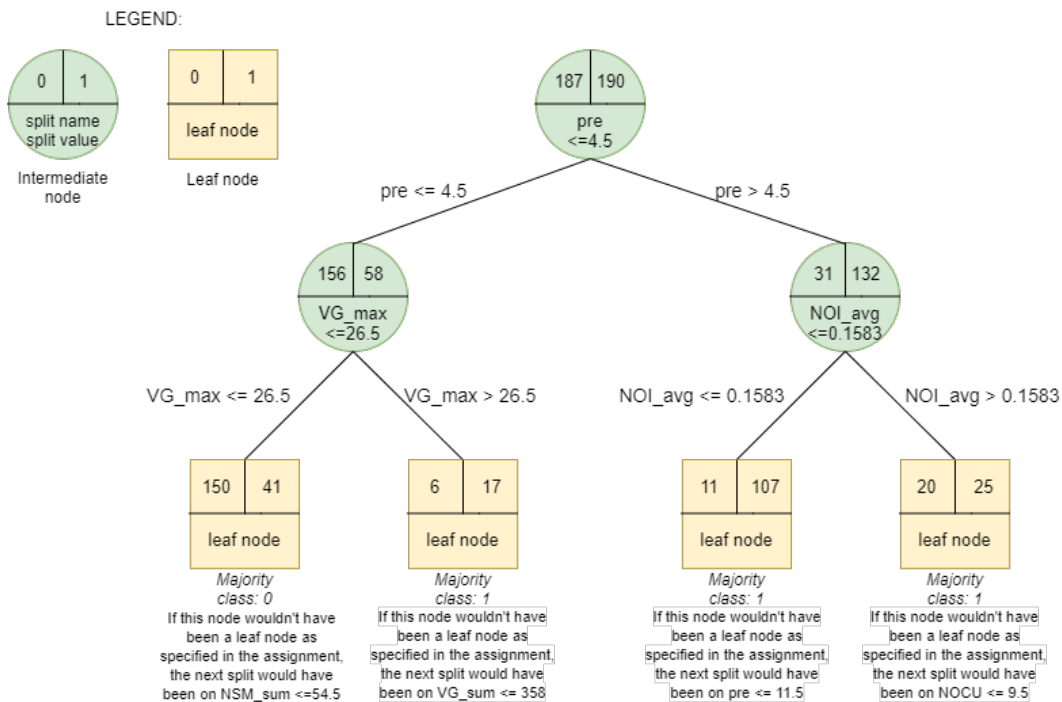 LEGEND:
0 1
split name
split value
Intermediate
node
0 1
leaf node
Leaf node
187 190
pre
<=4.5
pre <= 4.5
pre > 4.5
156 58
VG_max
<=26.5
31 132
NOI_avg
<=0.1583
VG_max <= 26.5
VG_max > 26.5
NOI_avg <= 0.1583
NOI_avg > 0.1583
150 41
leaf node
Majority
class: 0
If this node wouldn't have
been a leaf node as
specified in the assignment,
the next split would have
been on NSM_sum <=54.5
6 17
leaf node
Majority
class: 1
If this node wouldn't have
been a leaf node as
specified in the assignment,
the next split would have
been on VG_sum <= 358
11 107
leaf node
Majority
class: 1
If this node wouldn't have
been a leaf node as
specified in the assignment,
the next split would have
been on pre <= 11.5
20 25
leaf node
Majority
class: 1
If this node wouldn't have
been a leaf node as
specified in the assignment,
the next split would have
been on NOCU <= 9.5